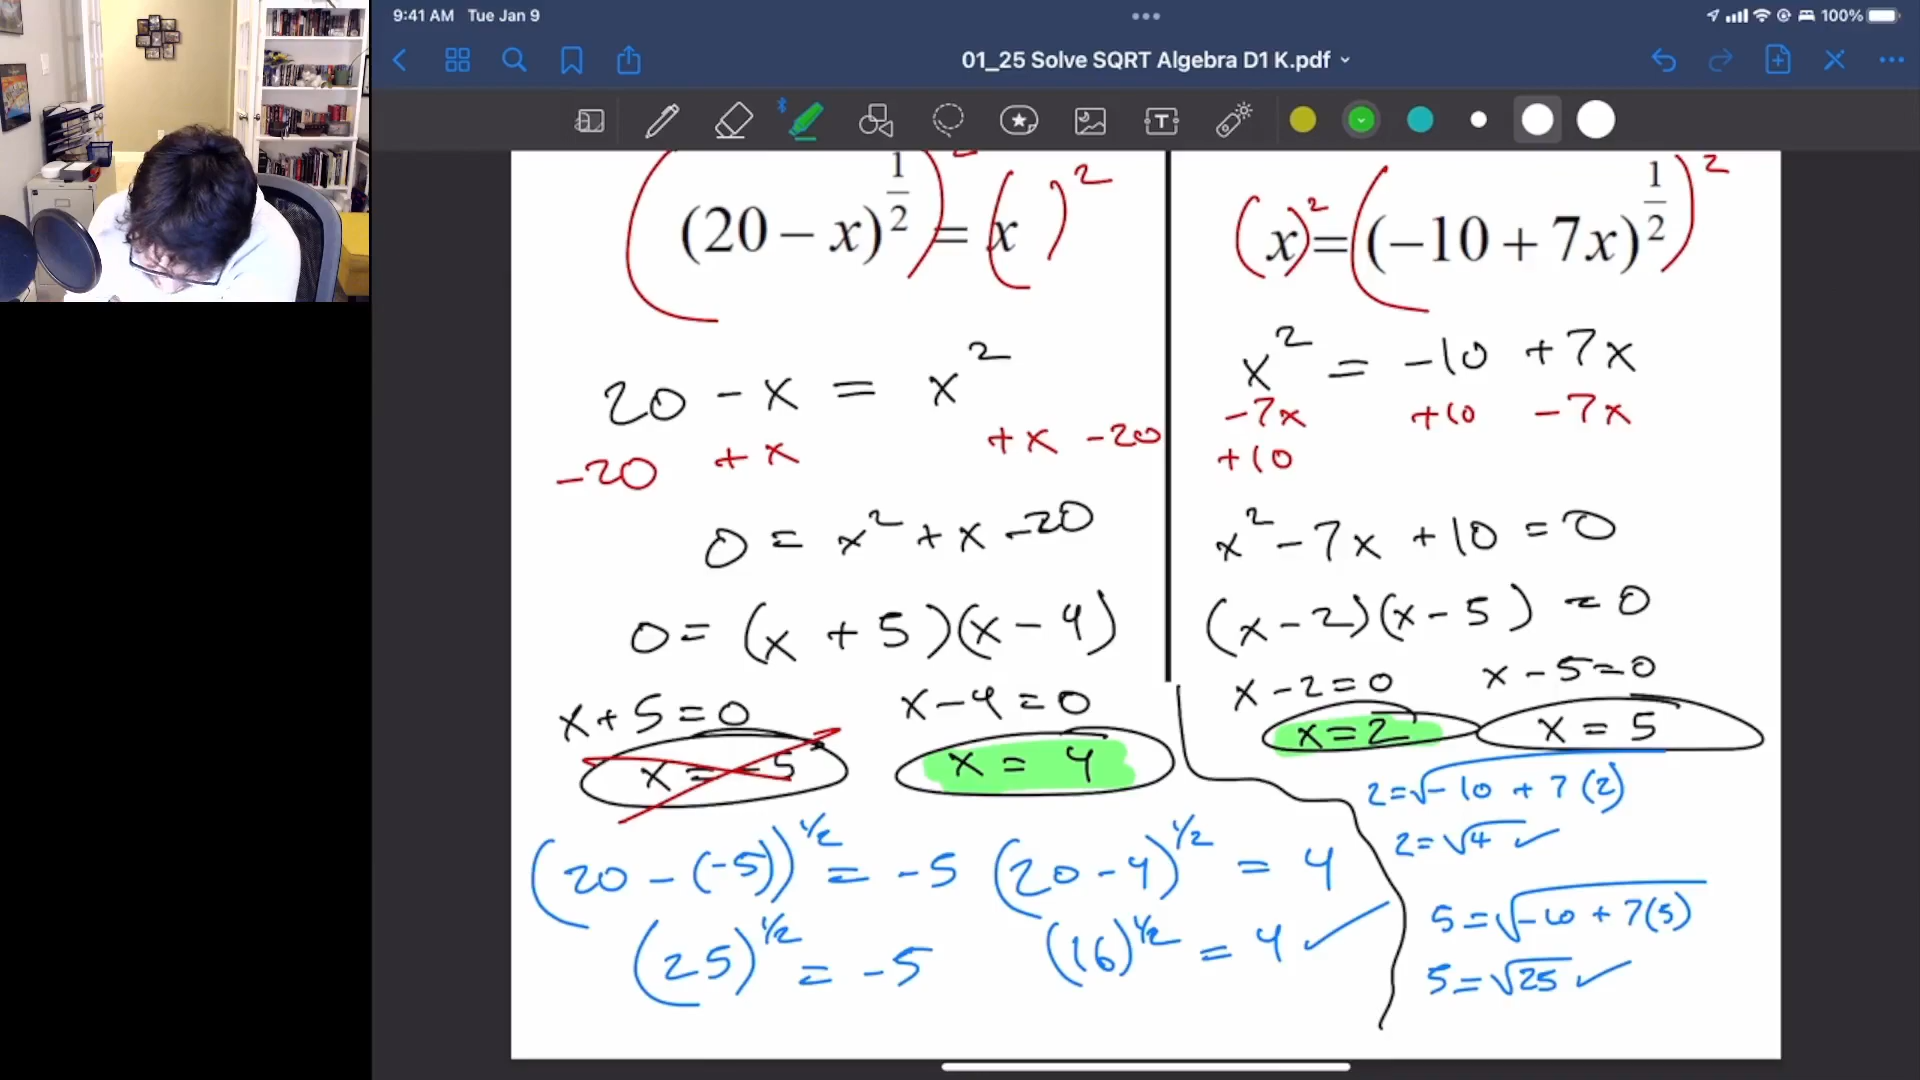 9:41 AM Tue Jan 9
100%
01_25 Solve SQRT Algebra D1 K.pdf
((20 − x)^{1/2})^2 = (x)^2
20 − x = x^2
−20 + x + x − 20
0 = x^2 + x − 20
0 = (x + 5)(x − 4)
x + 5 = 0 x − 4 = 0
x = −5 x = 4
(20 − (−5))^{1/2} = −5 (20 − 4)^{1/2} = 4
(25)^{1/2} = −5 (16)^{1/2} = 4 ✓
(x)^2 = ((−10 + 7x)^{1/2})^2
x^2 = −10 + 7x
−7x +10 −7x
+10
x^2 − 7x + 10 = 0
(x − 2)(x − 5) = 0
x − 2 = 0 x − 5 = 0
x = 2 x = 5
2 = √−10 + 7(2)
2 = √4 ✓
5 = √−10 + 7(5)
5 = √25 ✓